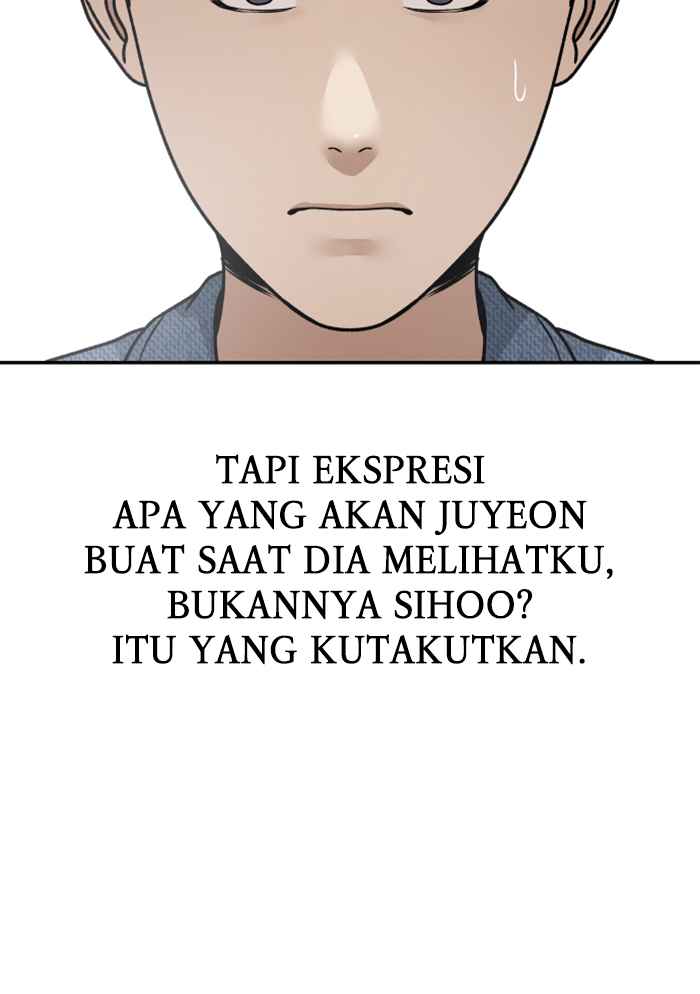 TAPI EKSPRESI
APA YANG AKAN JUYEON
BUAT SAAT DIA MELIHATKU,
BUKANNYA SIHOO?
ITU YANG KUTAKUTKAN.